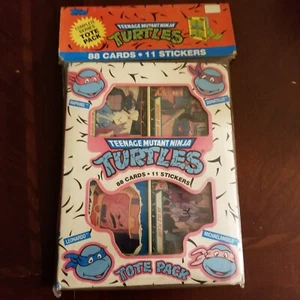 Topps
TEENAGE MUTANT NINJA
TURTLES
TOTE
PACK
88 CARDS • 11 STICKERS
RAPHAEL
DONATELLO
TEENAGE MUTANT NINJA
TURTLES
88 CARDS • 11 STICKERS
LEONARDO
MICHELANGELO
TOTE PACK